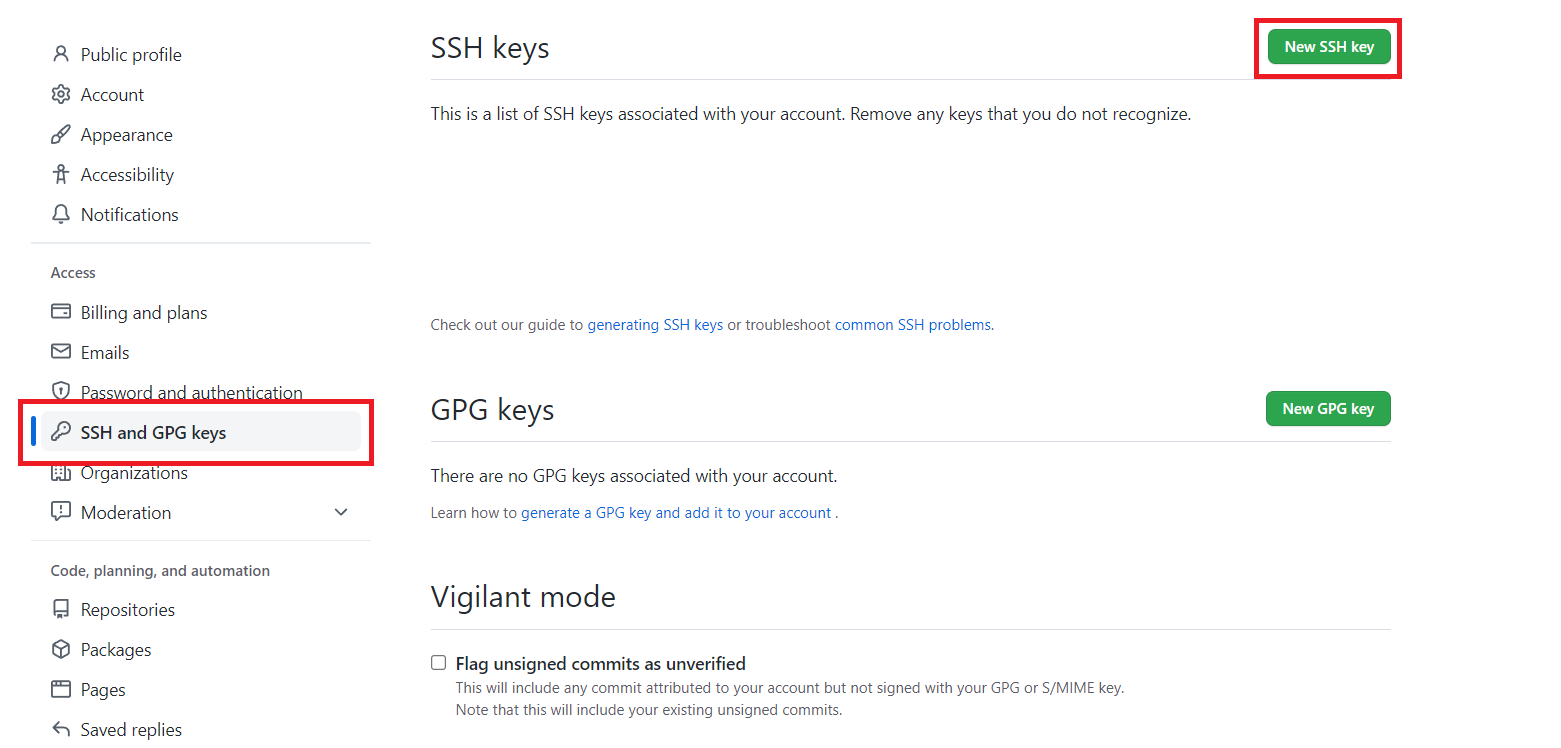 Public profile
Account
Appearance
Accessibility
Notifications
Access
Billing and plans
Emails
Password and authentication
SSH and GPG keys
Organizations
Moderation
Code, planning, and automation
Repositories
Packages
Pages
Saved replies
SSH keys
New SSH key
This is a list of SSH keys associated with your account. Remove any keys that you do not recognize.
Check out our guide to generating SSH keys or troubleshoot common SSH problems.
GPG keys
New GPG key
There are no GPG keys associated with your account.
Learn how to generate a GPG key and add it to your account .
Vigilant mode
Flag unsigned commits as unverified
This will include any commit attributed to your account but not signed with your GPG or S/MIME key.
Note that this will include your existing unsigned commits.